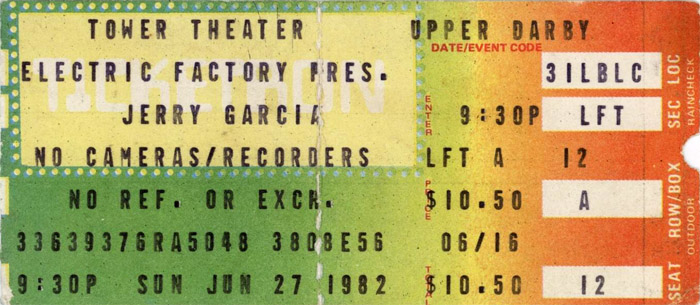 TOWER THEATER UPPER DARBY
DATE/EVENT CODE
ELECTRIC FACTORY PRES. 31LBLC
TICKETRON
JERRY GARCIA 9:30P LFT
ENTER
NO CAMERAS/RECORDERS LFT A 12
NO REF. OR EXCH. $10.50 A
PRICE
33639376RA5048 3808E56 06/16
9:30P SUN JUN 27 1982 $10.50 12
SEC LOC
RAINCHECK
ROW/BOX
OUTDOOR
SEAT